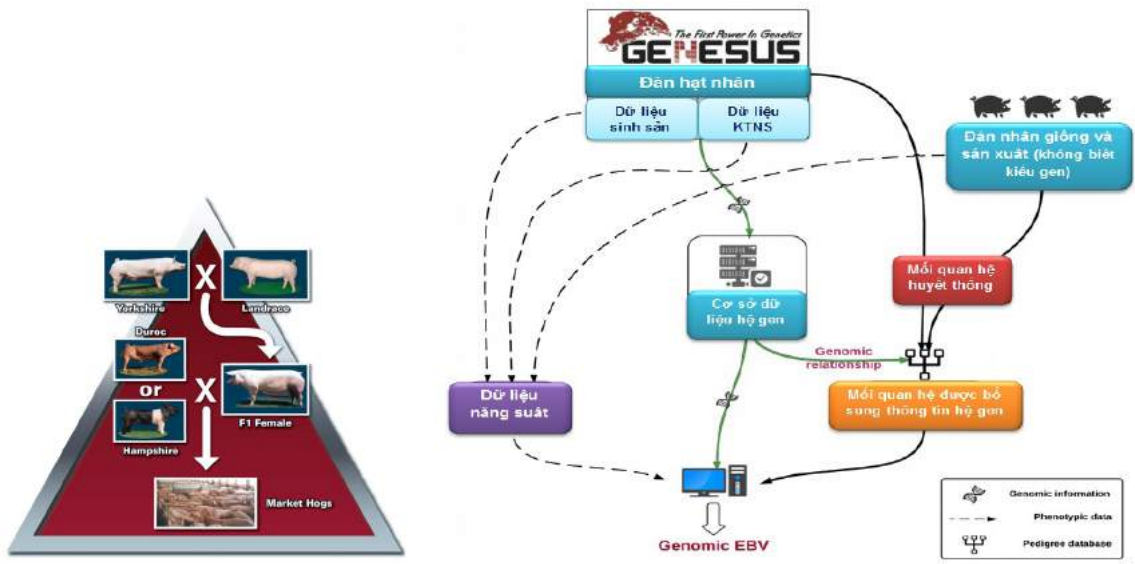 The First Power In Genetics
GENESUS
Đàn hạt nhân
Dữ liệu
sinh sản
Dữ liệu
KTNS
Đàn nhân giống và
sản xuất (không biết
kiểu gen)
Yorkshire
X
Landrace
Duroc
or
X
F1 Female
Hampshire
Market Hogs
Mối quan hệ
huyết thống
Cơ sở dữ
liệu hệ gen
Genomic
relationship
Dữ liệu
năng suất
Mối quan hệ được bổ
sung thông tin hệ gen
Genomic EBV
Genomic information
Phenotypic data
Pedigree database